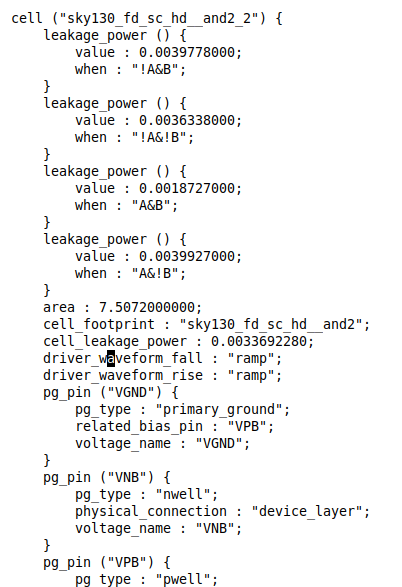 cell ("sky130_fd_sc_hd__and2_2") {
    leakage_power () {
        value : 0.0039778000;
        when : "!A&B";
    }
    leakage_power () {
        value : 0.0036338000;
        when : "!A&!B";
    }
    leakage_power () {
        value : 0.0018727000;
        when : "A&B";
    }
    leakage_power () {
        value : 0.0039927000;
        when : "A&!B";
    }
    area : 7.5072000000;
    cell_footprint : "sky130_fd_sc_hd__and2";
    cell_leakage_power : 0.0033692280;
    driver_waveform_fall : "ramp";
    driver_waveform_rise : "ramp";
    pg_pin ("VGND") {
        pg_type : "primary_ground";
        related_bias_pin : "VPB";
        voltage_name : "VGND";
    }
    pg_pin ("VNB") {
        pg_type : "nwell";
        physical_connection : "device_layer";
        voltage_name : "VNB";
    }
    pg_pin ("VPB") {
        pg_type : "pwell";